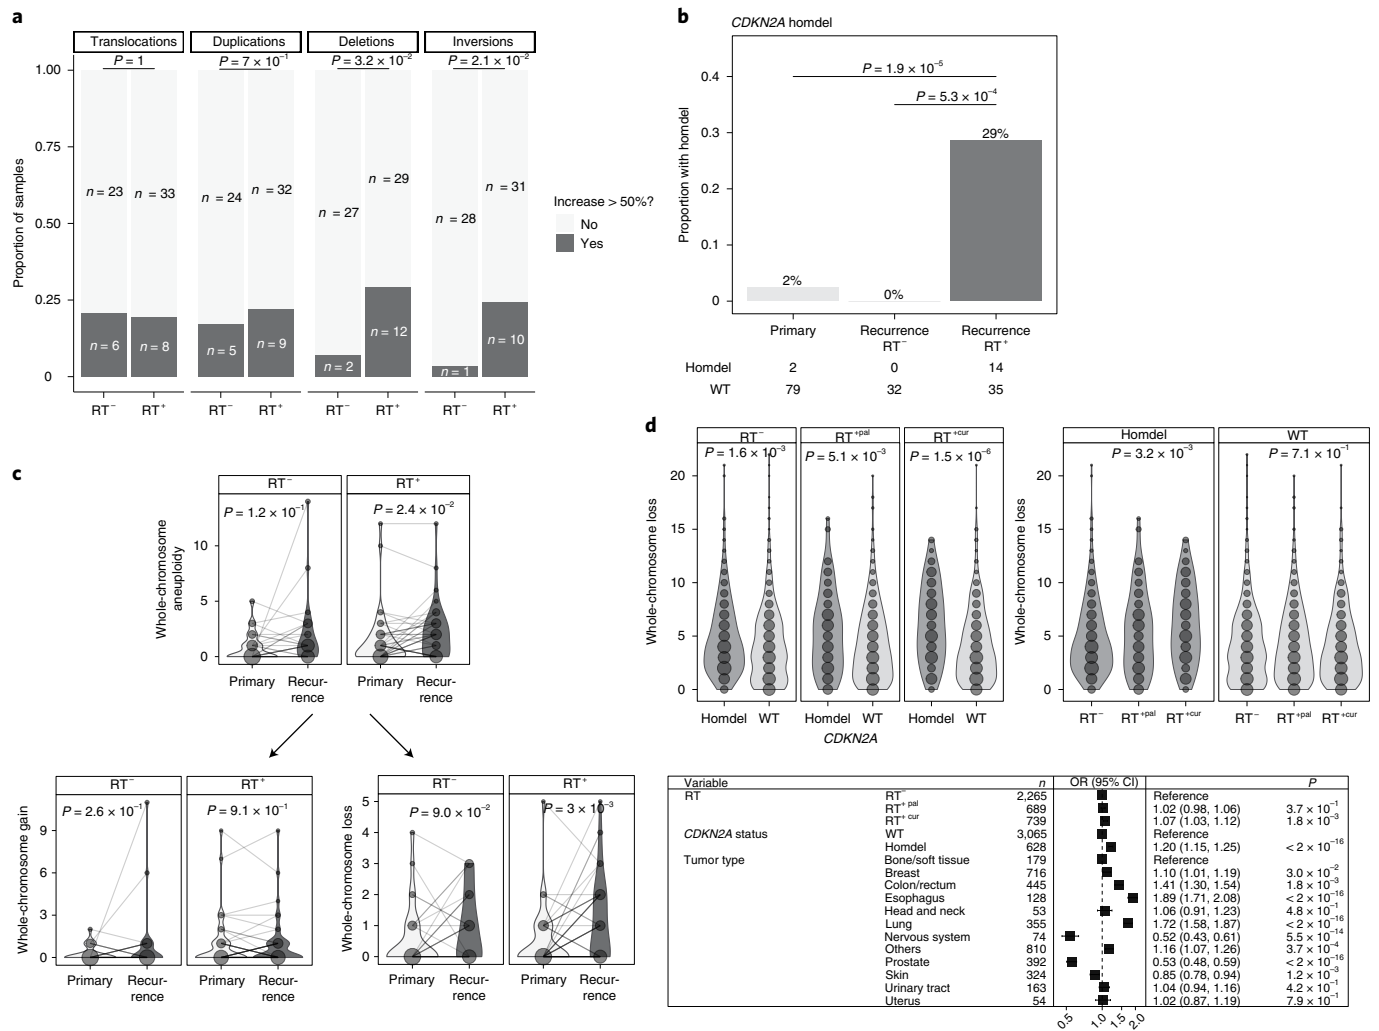 a
Translocations Duplications Deletions Inversions
P = 1 P = 7 × 10⁻¹ P = 3.2 × 10⁻² P = 2.1 × 10⁻²
1.00
0.75
0.50
0.25
0
Proportion of samples
n = 23 n = 33 n = 24 n = 32 n = 27 n = 29 n = 28 n = 31
n = 6 n = 8 n = 5 n = 9 n = 2 n = 12 n = 1 n = 10
RT⁻ RT⁺ RT⁻ RT⁺ RT⁻ RT⁺ RT⁻ RT⁺
Increase > 50%?
No
Yes
b
CDKN2A homdel
P = 1.9 × 10⁻⁵
P = 5.3 × 10⁻⁴
0.4
0.3
0.2
0.1
0
Proportion with homdel
2% 0% 29%
Primary Recurrence RT⁻ Recurrence RT⁺
Homdel 2 0 14
WT 79 32 35
c
RT⁻ RT⁺
P = 1.2 × 10⁻¹ P = 2.4 × 10⁻²
Whole-chromosome
aneuploidy
10
5
0
Primary Recur-
rence
Primary Recur-
rence
RT⁻ RT⁺
P = 2.6 × 10⁻¹ P = 9.1 × 10⁻¹
Whole-chromosome gain
9
6
3
0
Primary Recur-
rence
Primary Recur-
rence
RT⁻ RT⁺
P = 9.0 × 10⁻² P = 3 × 10⁻³
Whole-chromosome loss
5
4
3
2
1
0
Primary Recur-
rence
Primary Recur-
rence
d
RT⁻ RT⁺ᵖᵃˡ RT⁺ᶜᵘʳ
P = 1.6 × 10⁻³ P = 5.1 × 10⁻³ P = 1.5 × 10⁻⁶
Whole-chromosome loss
20
15
10
5
0
Homdel WT Homdel WT Homdel WT
CDKN2A
Homdel WT
P = 3.2 × 10⁻³ P = 7.1 × 10⁻¹
Whole-chromosome loss
20
15
10
5
0
RT⁻ RT⁺ᵖᵃˡ RT⁺ᶜᵘʳ RT⁻ RT⁺ᵖᵃˡ RT⁺ᶜᵘʳ
Variable n OR (95% CI) P
RT RT⁻ 2,265 Reference
RT⁺ᵖᵃˡ 689 1.02 (0.98, 1.06) 3.7 × 10⁻¹
RT⁺ᶜᵘʳ 739 1.07 (1.03, 1.12) 1.8 × 10⁻³
CDKN2A status WT 3,065 Reference
Homdel 628 1.20 (1.15, 1.25) < 2 × 10⁻¹⁶
Tumor type Bone/soft tissue 179 Reference
Breast 716 1.10 (1.01, 1.19) 3.0 × 10⁻²
Colon/rectum 445 1.41 (1.30, 1.54) 1.8 × 10⁻³
Esophagus 128 1.89 (1.71, 2.08) < 2 × 10⁻¹⁶
Head and neck 53 1.06 (0.91, 1.23) 4.8 × 10⁻¹
Lung 355 1.72 (1.58, 1.87) < 2 × 10⁻¹⁶
Nervous system 74 0.52 (0.43, 0.61) 5.5 × 10⁻¹⁴
Others 810 1.16 (1.07, 1.26) 3.7 × 10⁻⁴
Prostate 392 0.53 (0.48, 0.59) < 2 × 10⁻¹⁶
Skin 324 0.85 (0.78, 0.94) 1.2 × 10⁻³
Urinary tract 163 1.04 (0.94, 1.16) 4.2 × 10⁻¹
Uterus 54 1.02 (0.87, 1.19) 7.9 × 10⁻¹
0.5 1.0 1.5 2.0